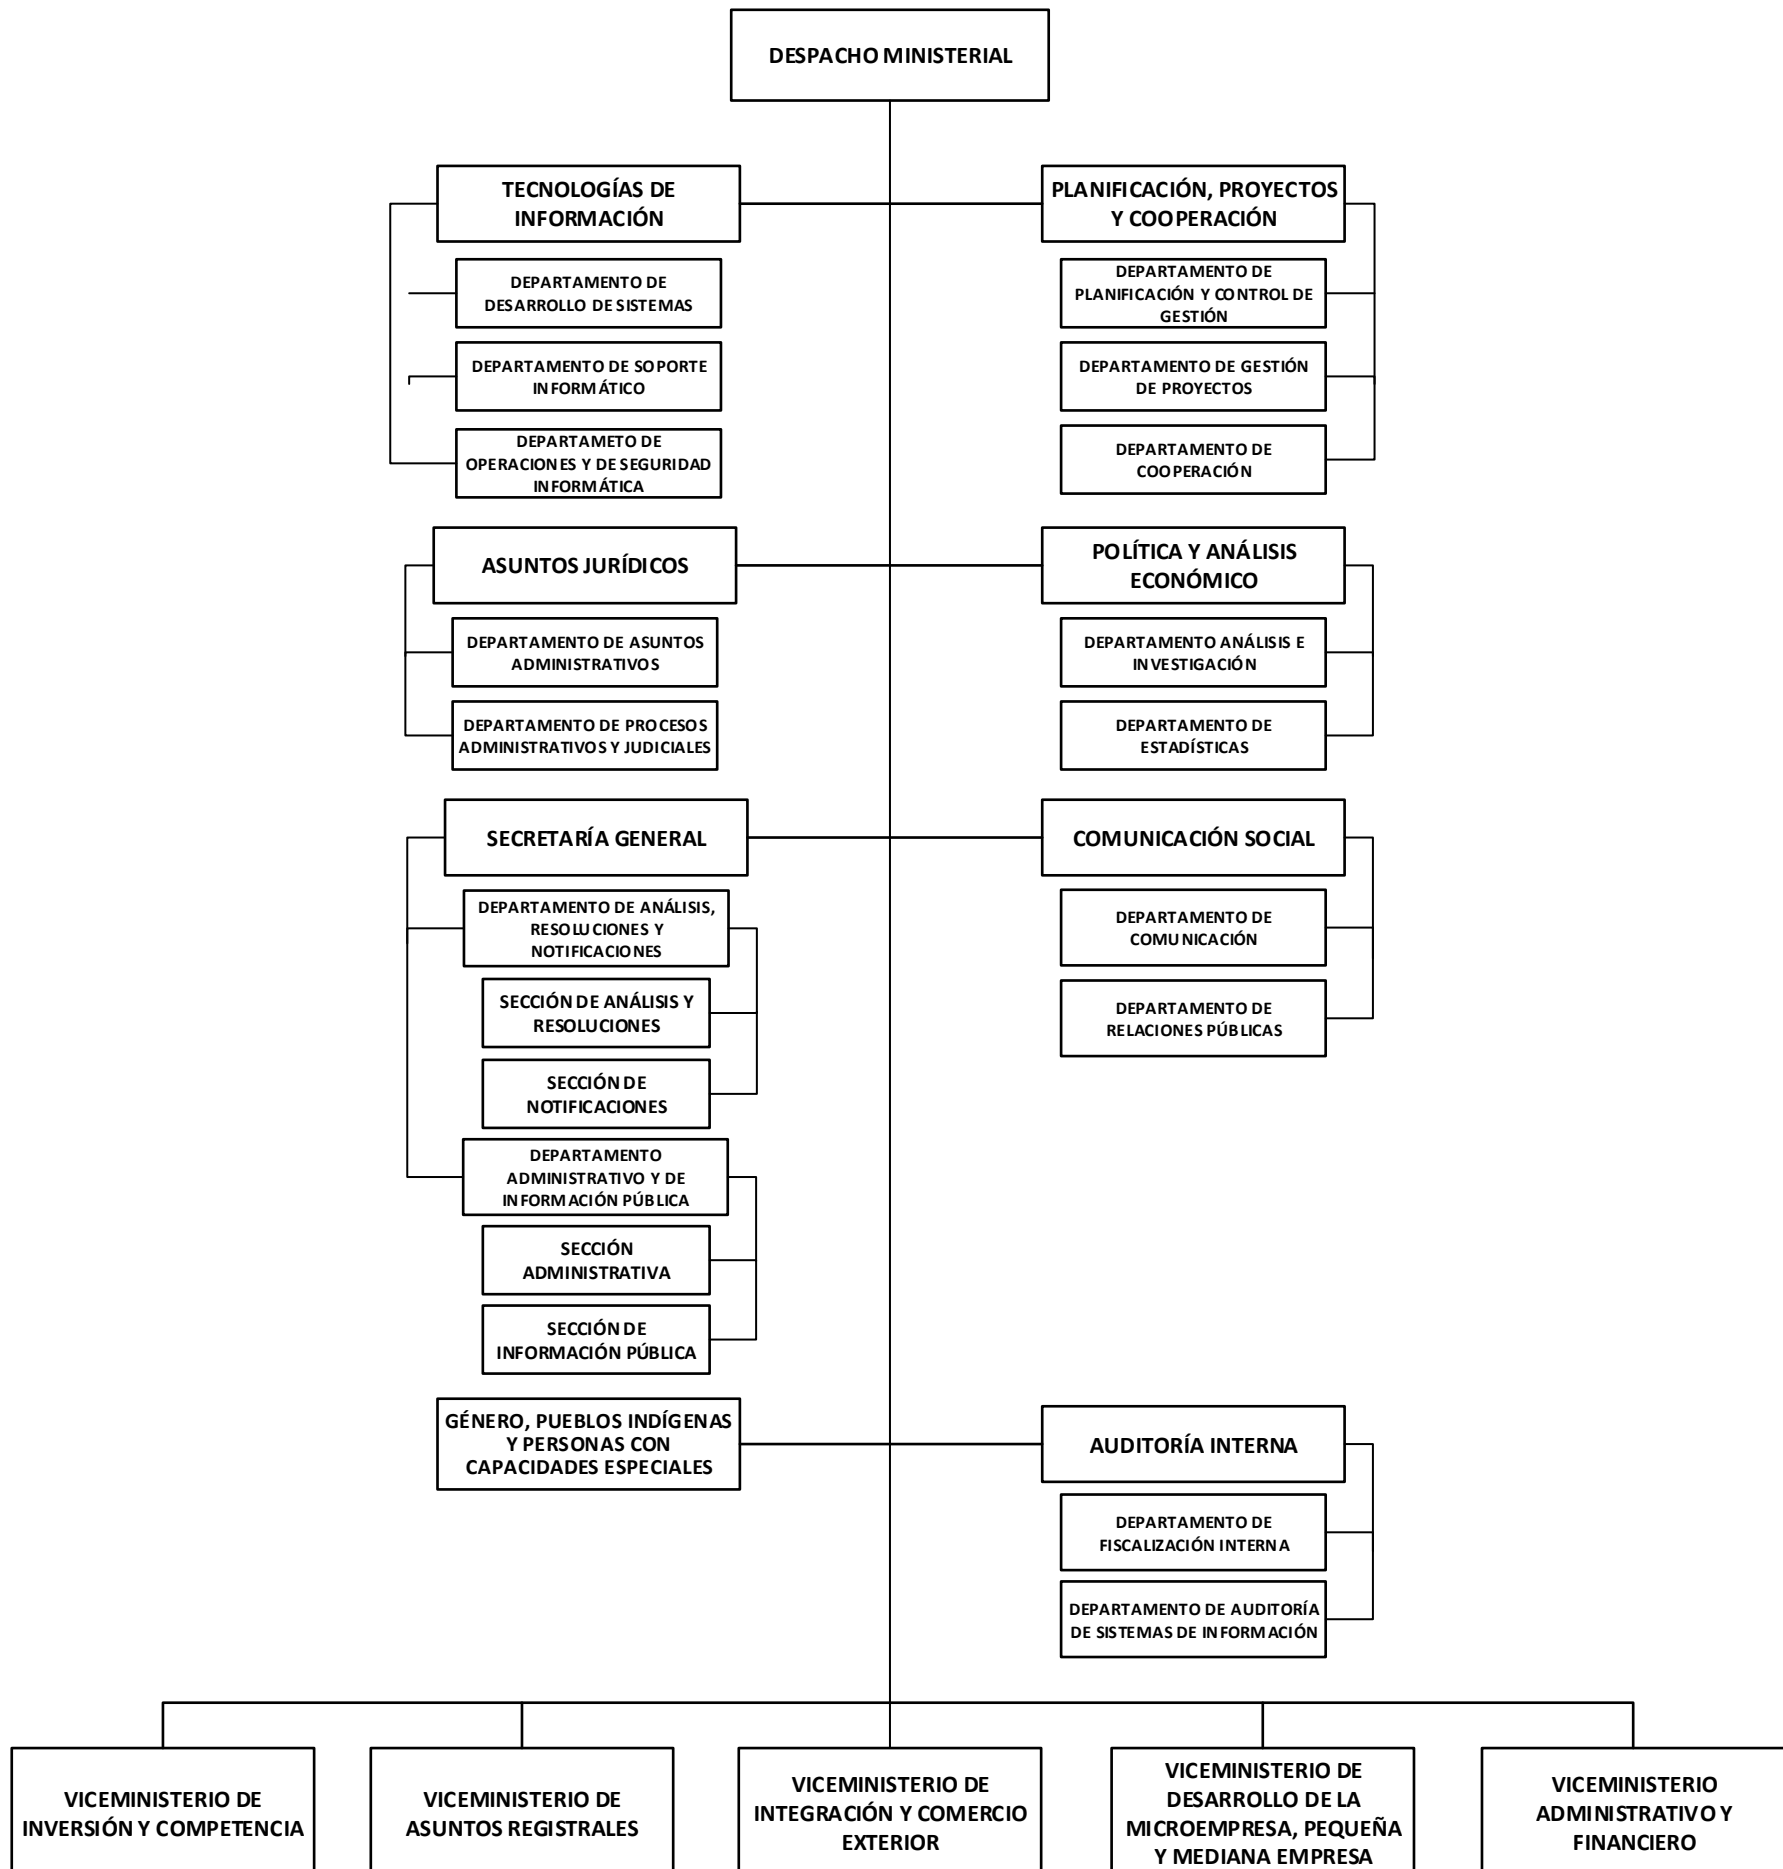 DESPACHO MINISTERIAL
TECNOLOGÍAS DE
INFORMACIÓN
PLANIFICACIÓN, PROYECTOS
Y COOPERACIÓN
DEPARTAMENTO DE
DESARROLLO DE SISTEMAS
DEPARTAMENTO DE
PLANIFICACIÓN Y CONTROL DE
GESTIÓN
DEPARTAMENTO DE SOPORTE
INFORMÁTICO
DEPARTAMENTO DE GESTIÓN
DE PROYECTOS
DEPARTAMETO DE
OPERACIONES Y DE SEGURIDAD
INFORMÁTICA
DEPARTAMENTO DE
COOPERACIÓN
ASUNTOS JURÍDICOS
POLÍTICA Y ANÁLISIS
ECONÓMICO
DEPARTAMENTO DE ASUNTOS
ADMINISTRATIVOS
DEPARTAMENTO ANÁLISIS E
INVESTIGACIÓN
DEPARTAMENTO DE PROCESOS
ADMINISTRATIVOS Y JUDICIALES
DEPARTAMENTO DE
ESTADÍSTICAS
SECRETARÍA GENERAL
COMUNICACIÓN SOCIAL
DEPARTAMENTO DE ANÁLISIS,
RESOLUCIONES Y
NOTIFICACIONES
DEPARTAMENTO DE
COMUNICACIÓN
SECCIÓN DE ANÁLISIS Y
RESOLUCIONES
DEPARTAMENTO DE
RELACIONES PÚBLICAS
SECCIÓN DE
NOTIFICACIONES
DEPARTAMENTO
ADMINISTRATIVO Y DE
INFORMACIÓN PÚBLICA
SECCIÓN
ADMINISTRATIVA
SECCIÓN DE
INFORMACIÓN PÚBLICA
GÉNERO, PUEBLOS INDÍGENAS
Y PERSONAS CON
CAPACIDADES ESPECIALES
AUDITORÍA INTERNA
DEPARTAMENTO DE
FISCALIZACIÓN INTERNA
DEPARTAMENTO DE AUDITORÍA
DE SISTEMAS DE INFORMACIÓN
VICEMINISTERIO DE
INVERSIÓN Y COMPETENCIA
VICEMINISTERIO DE
ASUNTOS REGISTRALES
VICEMINISTERIO DE
INTEGRACIÓN Y COMERCIO
EXTERIOR
VICEMINISTERIO DE
DESARROLLO DE LA
MICROEMPRESA, PEQUEÑA
Y MEDIANA EMPRESA
VICEMINISTERIO
ADMINISTRATIVO Y
FINANCIERO